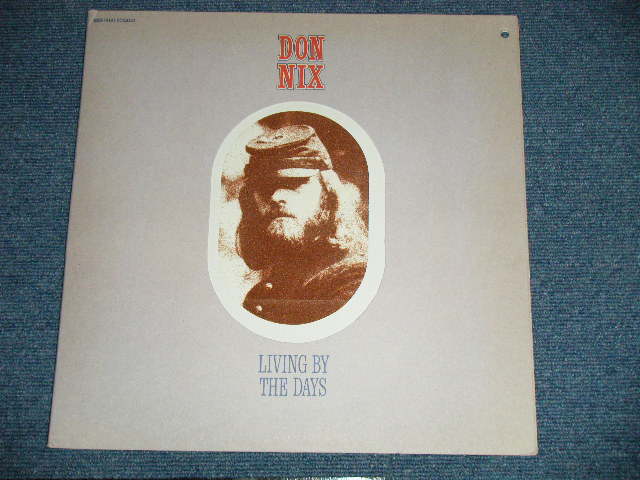 DON
NIX
LIVING BY
THE DAYS